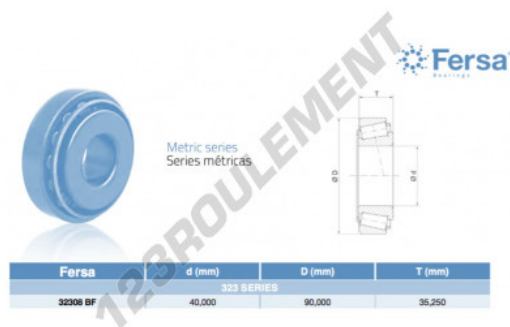 Fersa
Bearings
Metric series
Series métricas
T
Ø D
Ø d
123ROULEMENT
Fersa d (mm) D (mm) T (mm)
323 SERIES
32308 BF 40,000 90,000 35,250